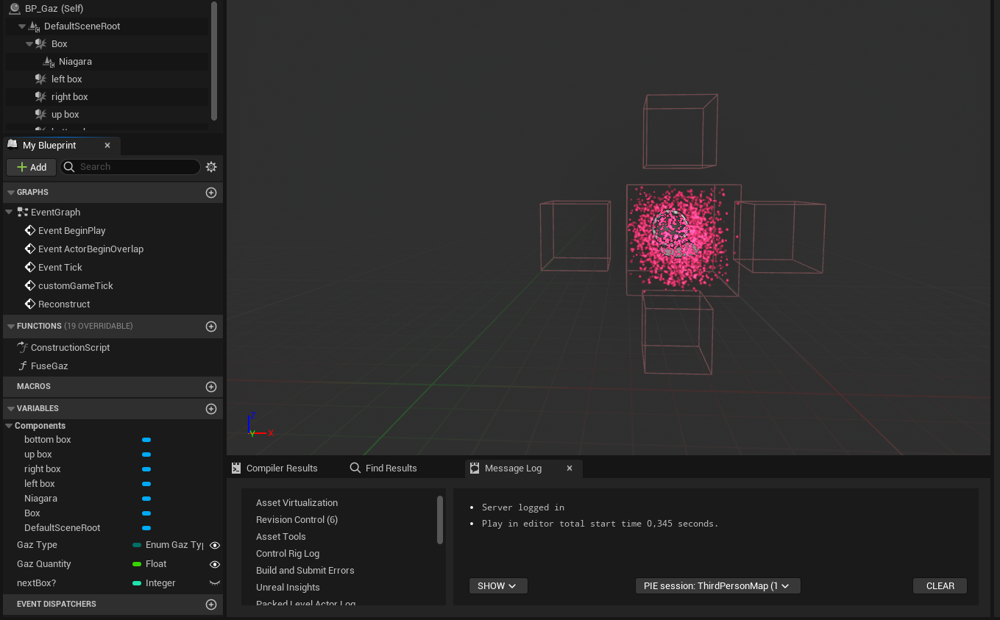 BP_Gaz (Self)
DefaultSceneRoot
Box
Niagara
left box
right box
up box
My Blueprint
Add
Search
GRAPHS
EventGraph
Event BeginPlay
Event ActorBeginOverlap
Event Tick
customGameTick
Reconstruct
FUNCTIONS (19 OVERRIDABLE)
ConstructionScript
FuseGaz
MACROS
VARIABLES
Components
bottom box
up box
right box
left box
Niagara
Box
DefaultSceneRoot
Gaz Type Enum Gaz Typ
Gaz Quantity Float
nextBox? Integer
EVENT DISPATCHERS
Z
Y X
Compiler Results Find Results Message Log
Asset Virtualization
Revision Control (6)
Asset Tools
Control Rig Log
Build and Submit Errors
Unreal Insights
Packed Level Actor Log
Server logged in
Play in editor total start time 0,345 seconds.
SHOW PIE session: ThirdPersonMap (1 CLEAR